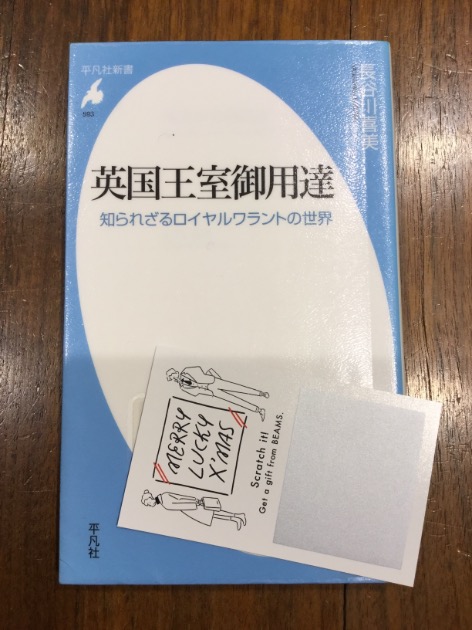 平凡社新書
593
長谷川喜美
英国王室御用達
知られざるロイヤルワラントの世界
MERRY
LUCKY
X'MAS
Scratch it!
Get a gift from BEAMS.
平凡社